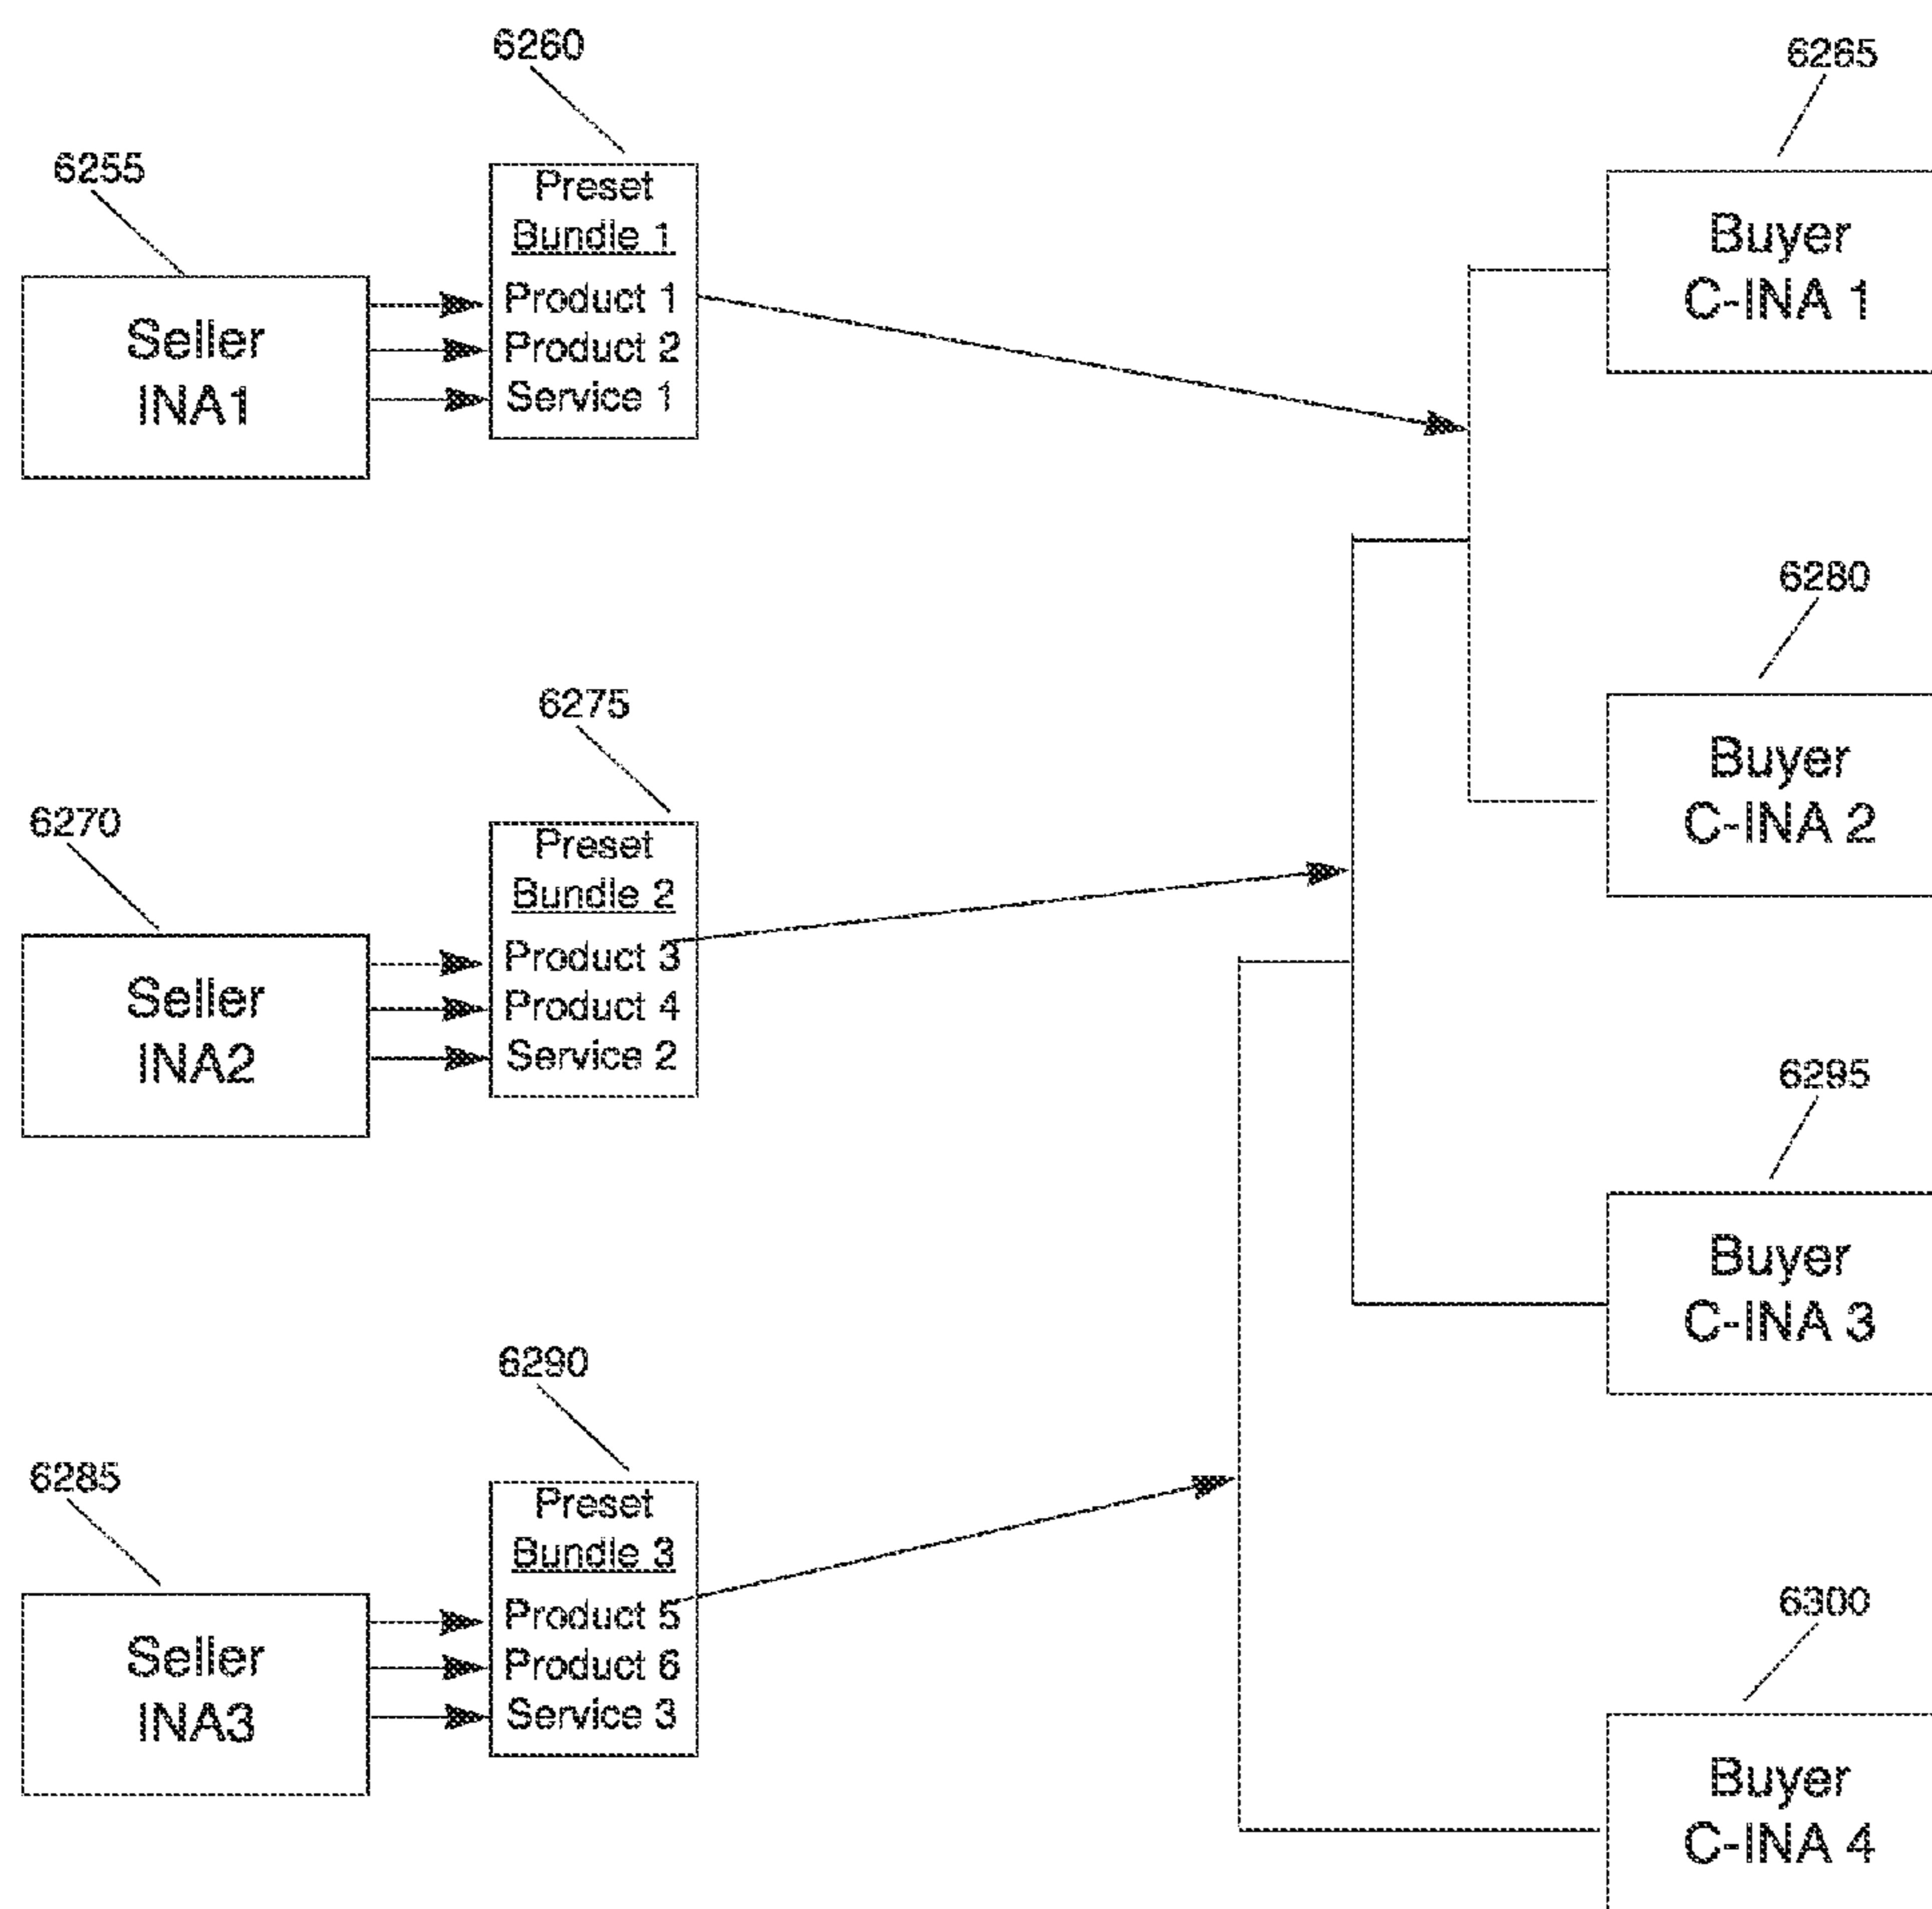 6260
6265
6255
Preset
Bundle 1
Product 1
Product 2
Service 1
Seller
INA1
Buyer
C-INA 1
6280
Buyer
C-INA 2
6275
6270
Preset
Bundle 2
Product 3
Product 4
Service 2
Seller
INA2
6295
Buyer
C-INA 3
6290
6285
Preset
Bundle 3
Product 5
Product 6
Service 3
Seller
INA3
6300
Buyer
C-INA 4